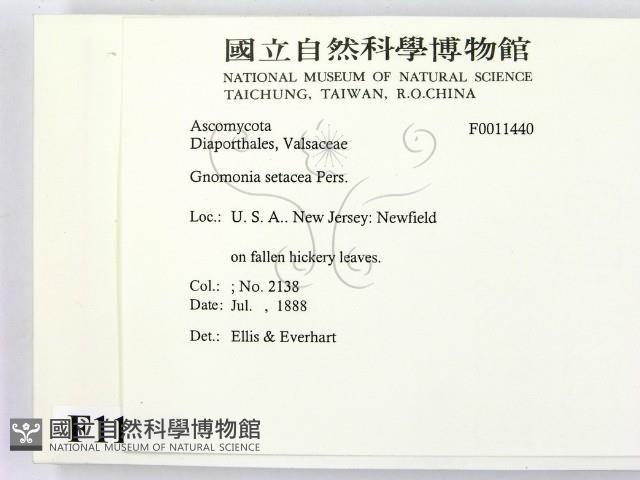 國立自然科學博物館
NATIONAL MUSEUM OF NATURAL SCIENCE
TAICHUNG, TAIWAN, R.O.CHINA
Ascomycota F0011440
Diaporthales, Valsaceae
Gnomonia setacea Pers.
Loc.: U. S. A.. New Jersey: Newfield
on fallen hickery leaves.
Col.: ; No. 2138
Date: Jul. , 1888
Det.: Ellis & Everhart
F11
國立自然科學博物館
NATIONAL MUSEUM OF NATURAL SCIENCE